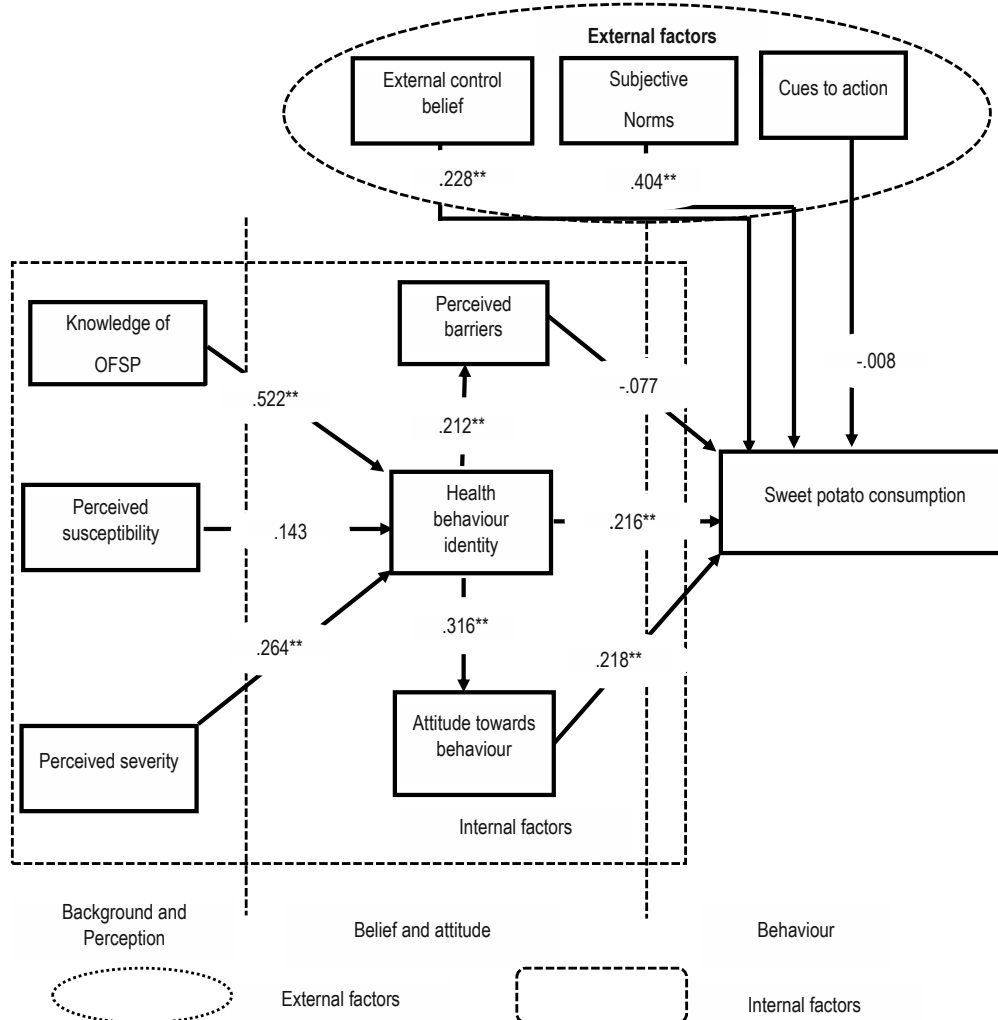 External factors
External control
belief
Subjective
Norms
Cues to action
.228**
.404**
Knowledge of
OFSP
Perceived
barriers
-.008
.522**
-.077
.212**
Perceived
susceptibility
.143
Health
behaviour
identity
.216**
Sweet potato consumption
.264**
.316**
.218**
Perceived severity
Attitude towards
behaviour
Internal factors
Background and
Perception
Belief and attitude
Behaviour
External factors
Internal factors